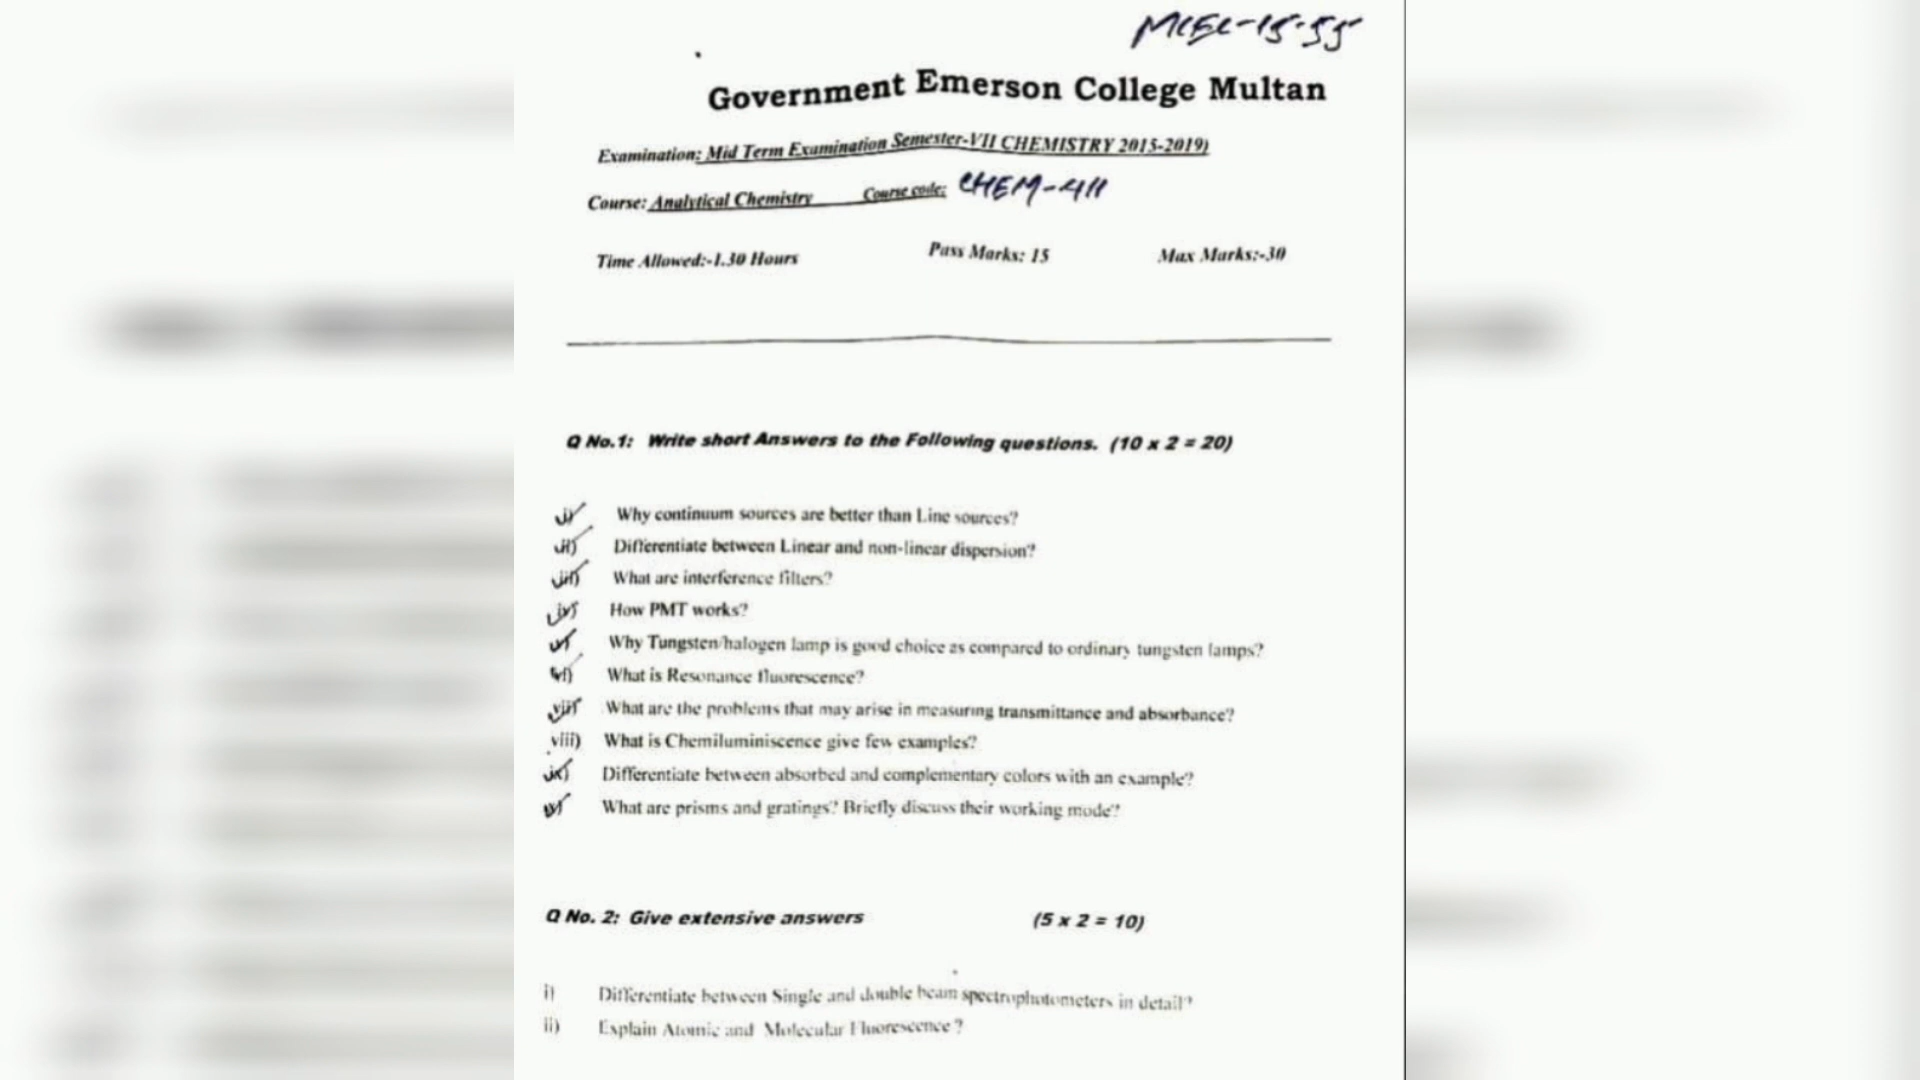 MCEL-15-55
Government Emerson College Multan
Examination: Mid Term Examination Semester-VII CHEMISTRY 2015-2019)
Course: Analytical Chemistry Course code: CHEM-411
Time Allowed:-1.30 Hours Pass Marks: 15 Max Marks:-30
Q No.1: Write short Answers to the Following questions. (10 x 2 = 20)
i) Why continuum sources are better than Line sources?
ii) Differentiate between Linear and non-linear dispersion?
iii) What are interference filters?
iv) How PMT works?
v) Why Tungsten/halogen lamp is good choice as compared to ordinary tungsten lamps?
vi) What is Resonance fluorescence?
vii) What are the problems that may arise in measuring transmittance and absorbance?
viii) What is Chemiluminiscence give few examples?
ix) Differentiate between absorbed and complementary colors with an example?
x) What are prisms and gratings? Briefly discuss their working mode?
Q No. 2: Give extensive answers (5 x 2 = 10)
i) Differentiate between Single and double beam spectrophotometers in detail?
ii) Explain Atomic and Molecular Fluorescence?